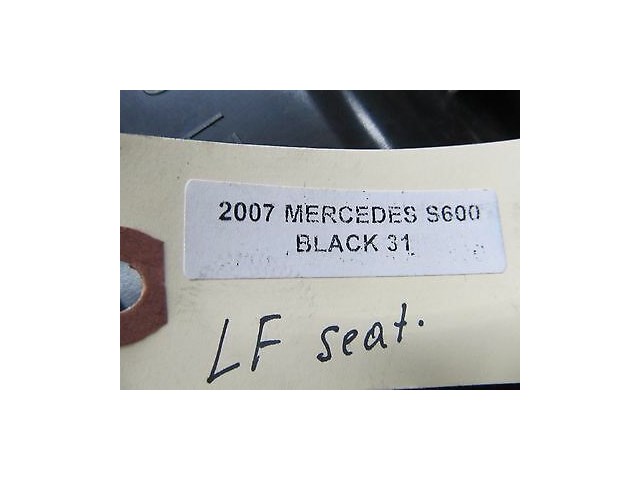 2007 MERCEDES S600
BLACK 31
LF seat.